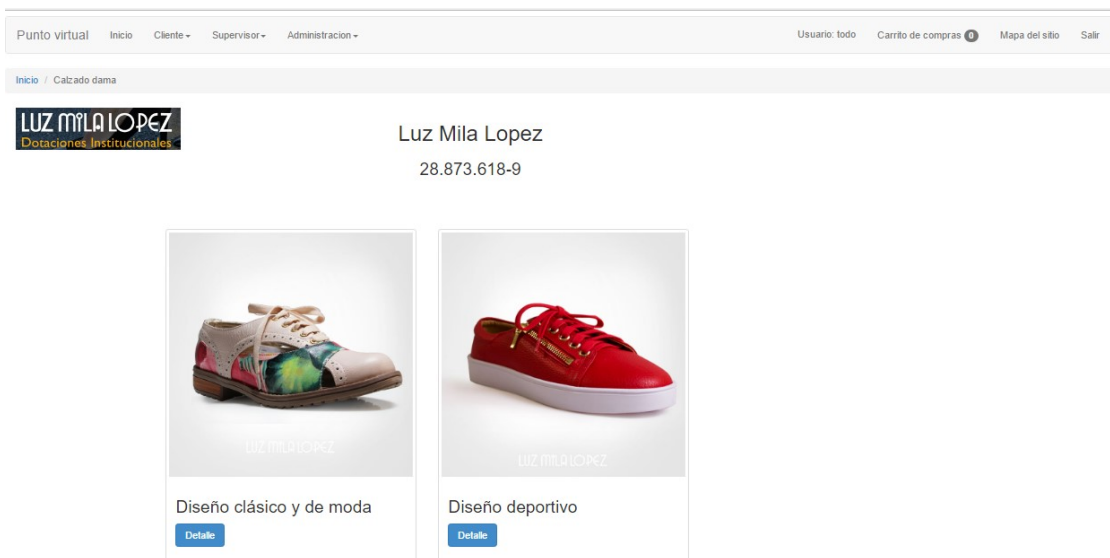 Punto virtual Inicio Cliente Supervisor Administracion Usuario: todo Carrito de compras 0 Mapa del sitio Salir
Inicio / Calzado dama
LUZ MILA LOPEZ
Dotaciones Institucionales
Luz Mila Lopez
28.873.618-9
LUZ MILA LOPEZ
LUZ MILA LOPEZ
Diseño clásico y de moda
Diseño deportivo
Detalle
Detalle